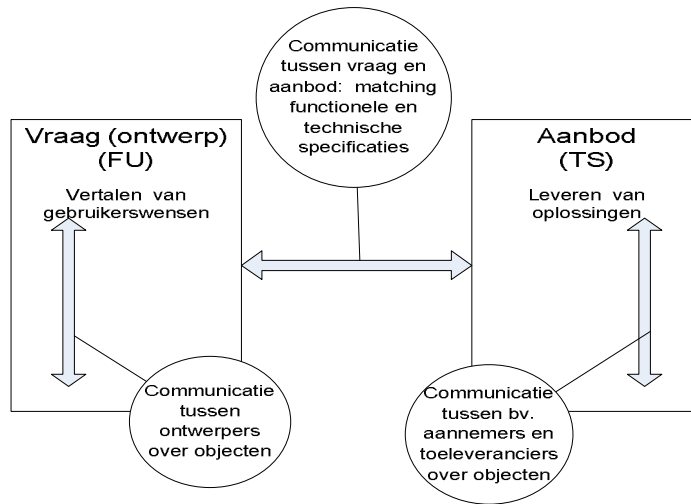 Communicatie
tussen vraag en
aanbod: matching
functionele en
technische
specificaties
Vraag (ontwerp)
(FU)
Vertalen van
gebruikerswensen
Aanbod
(TS)
Leveren van
oplossingen
Communicatie
tussen
ontwerpers
over objecten
Communicatie
tussen bv.
aannemers en
toeleveranciers
over objecten